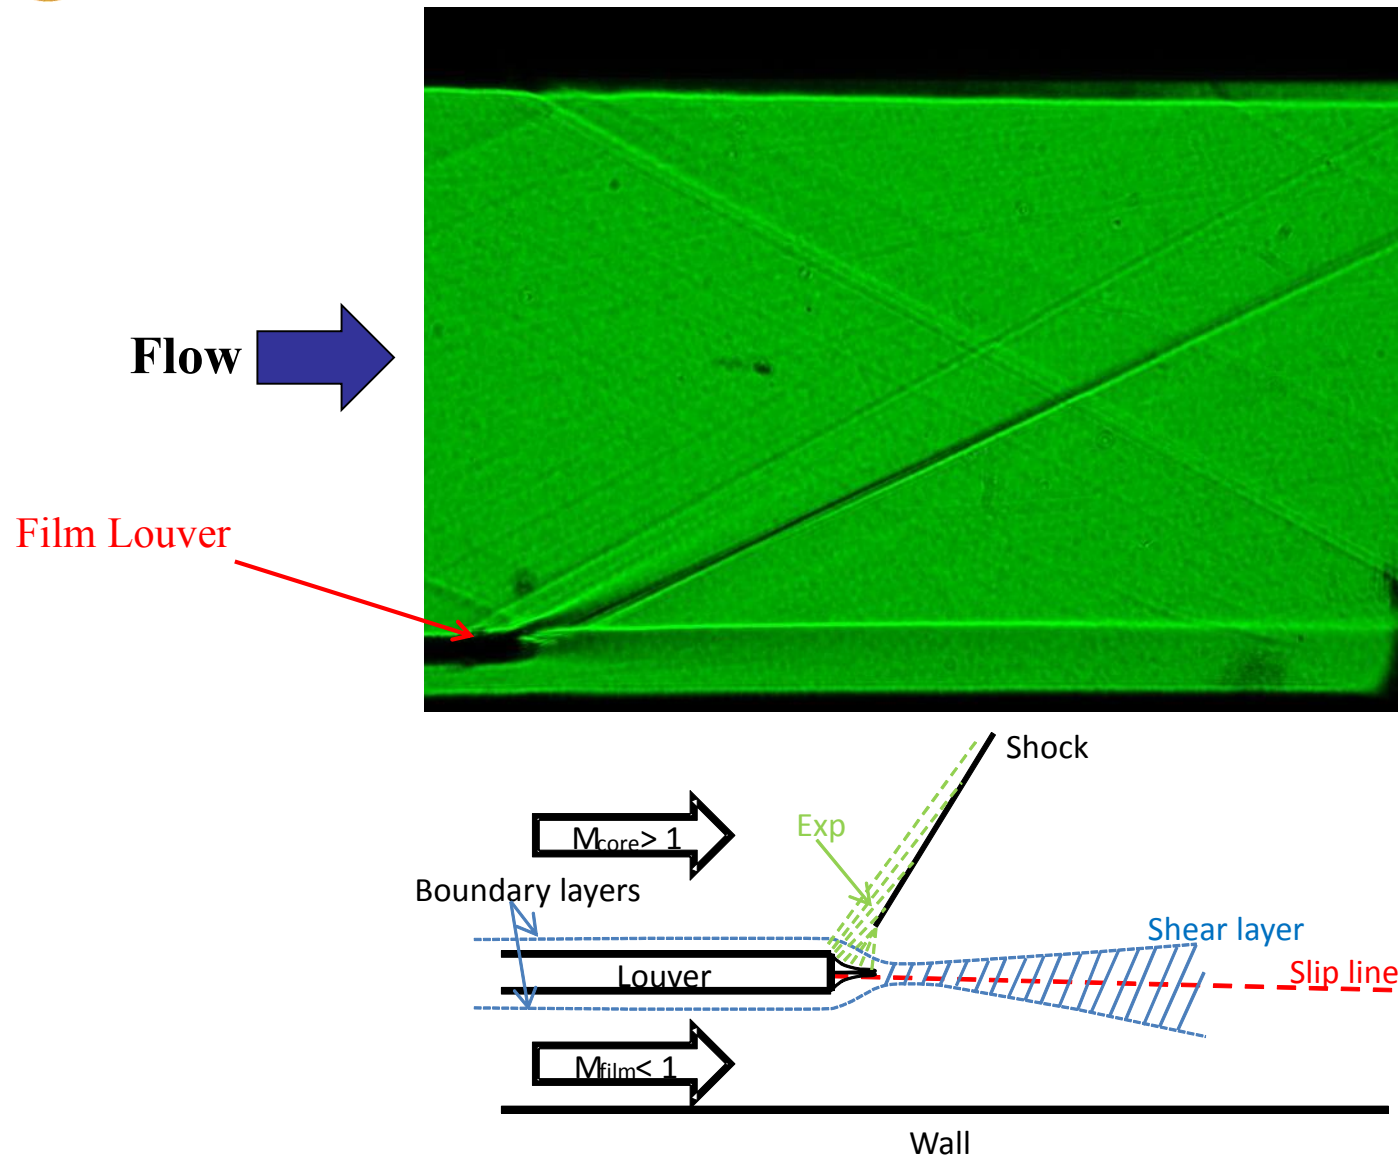 Flow
Film Louver
Shock
Exp
Mcore> 1
Boundary layers
Shear layer
Louver
Slip line
Mfilm< 1
Wall